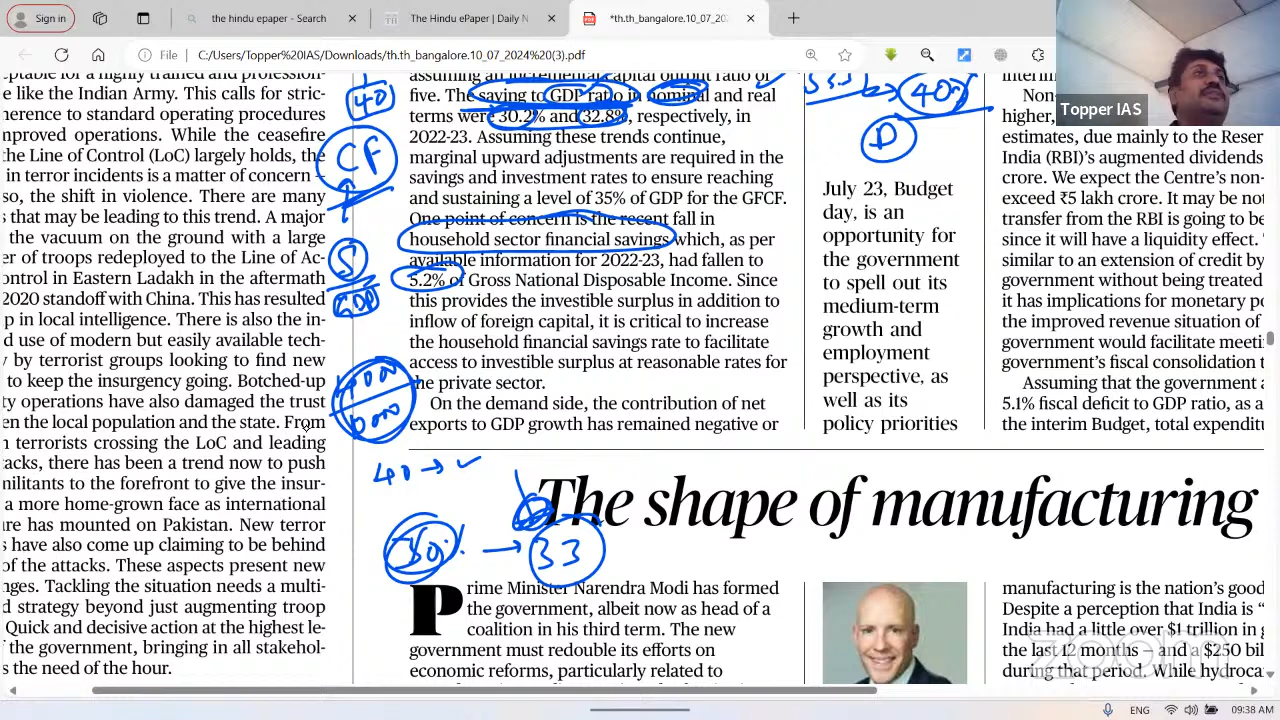 Sign in
the hindu epaper - Search
The Hindu ePaper | Daily N
*th.th_bangalore.10_07_202
File
C:/Users/Topper%20IAS/Downloads/th.th_bangalore.10_07_2024%20(3).pdf
Topper IAS
ceptable for a highly trained and profession-
e like the Indian Army. This calls for stric-
herence to standard operating procedures
mproved operations. While the ceasefire
the Line of Control (LoC) largely holds, the
in terror incidents is a matter of concern –
so, the shift in violence. There are many
s that may be leading to this trend. A major
the vacuum on the ground with a large
er of troops redeployed to the Line of Ac-
ontrol in Eastern Ladakh in the aftermath
2020 standoff with China. This has resulted
p in local intelligence. There is also the in-
d use of modern but easily available tech-
y by terrorist groups looking to find new
to keep the insurgency going. Botched-up
ty operations have also damaged the trust
en the local population and the state. From
n terrorists crossing the LoC and leading
tacks, there has been a trend now to push
militants to the forefront to give the insur-
a more home-grown face as international
ure has mounted on Pakistan. New terror
s have also come up claiming to be behind
of the attacks. These aspects present new
nges. Tackling the situation needs a multi-
d strategy beyond just augmenting troop
Quick and decisive action at the highest le-
f the government, bringing in all stakehol-
s the need of the hour.
40
CF
S
GDP
4000
40 →
30% → 33
assuming an incremental capital output ratio of
five. The saving to GDP ratio in nominal and real
terms were 30.2% and 32.8%, respectively, in
2022-23. Assuming these trends continue,
marginal upward adjustments are required in the
savings and investment rates to ensure reaching
and sustaining a level of 35% of GDP for the GFCF.
One point of concern is the recent fall in
household sector financial savings which, as per
available information for 2022-23, had fallen to
5.2% of Gross National Disposable Income. Since
this provides the investible surplus in addition to
inflow of foreign capital, it is critical to increase
the household financial savings rate to facilitate
access to investible surplus at reasonable rates for
the private sector.
On the demand side, the contribution of net
exports to GDP growth has remained negative or
D
July 23, Budget
day, is an
opportunity for
the government
to spell out its
medium-term
growth and
employment
perspective, as
well as its
policy priorities
interim
Non-
higher,
estimates, due mainly to the Reser
India (RBI)'s augmented dividends
crore. We expect the Centre's non-
exceed ₹5 lakh crore. It may be not
transfer from the RBI is going to be
since it will have a liquidity effect.
similar to an extension of credit by
government without being treated
it has implications for monetary po
the improved revenue situation of
government would facilitate meeti
government's fiscal consolidation t
Assuming that the government a
5.1% fiscal deficit to GDP ratio, as a
the interim Budget, total expenditu
The shape of manufacturing
Prime Minister Narendra Modi has formed
the government, albeit now as head of a
coalition in his third term. The new
government must redouble its efforts on
economic reforms, particularly related to
manufacturing is the nation's good
Despite a perception that India is "
India had a little over $1 trillion in g
the last 12 months – and a $250 bil
during that period. While hydroca
zoom
ENG
09:38 AM